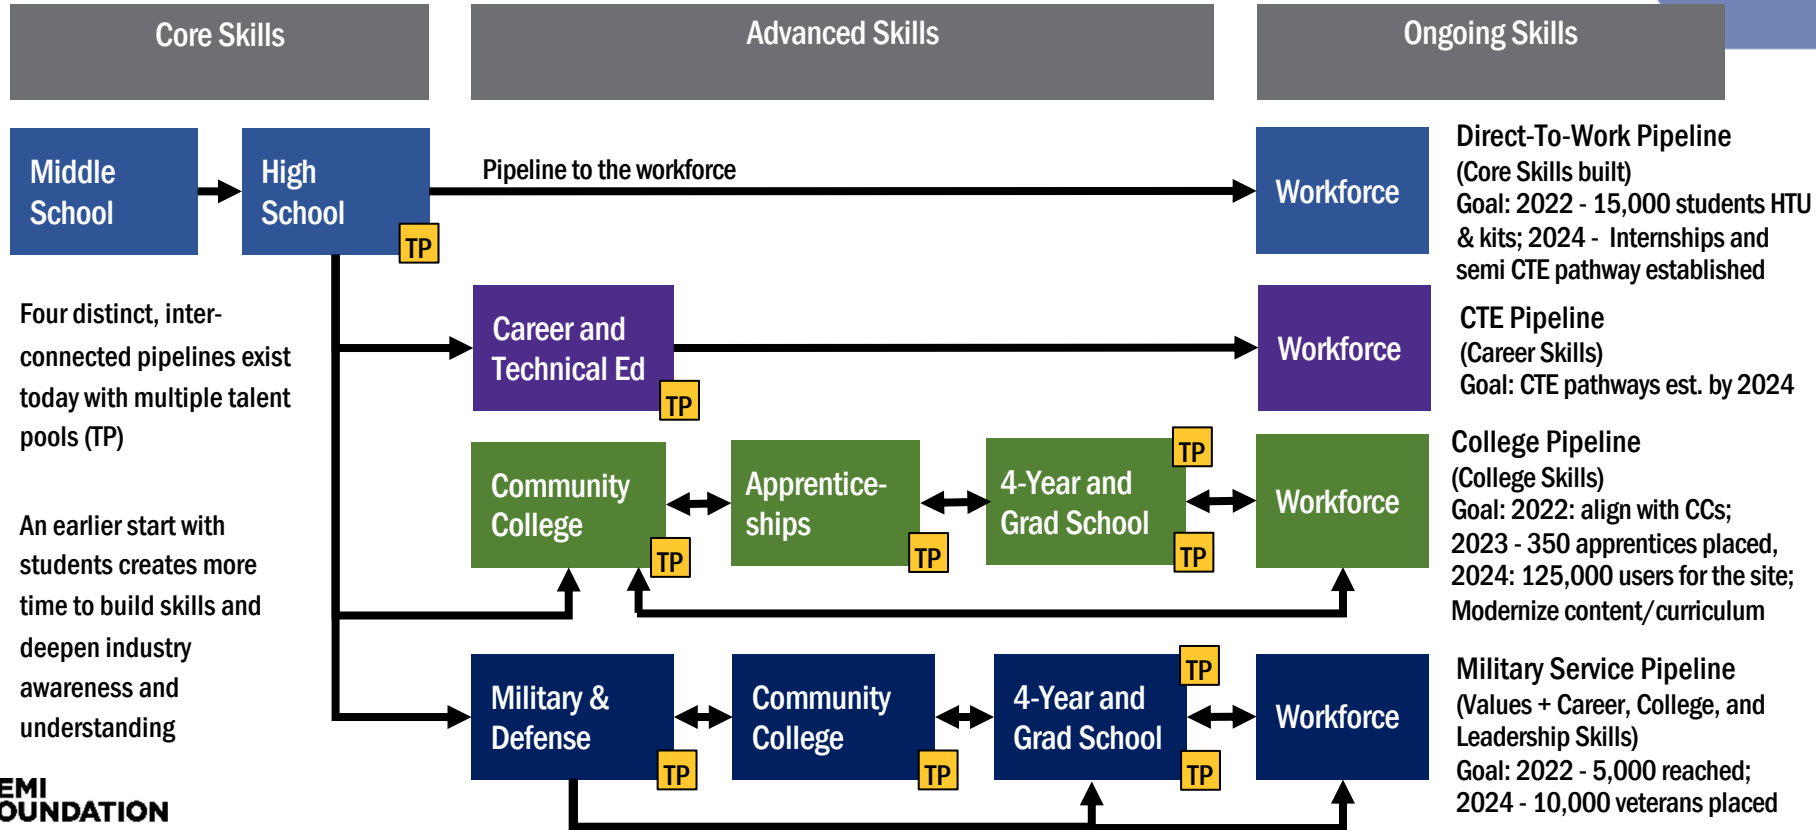 Core Skills
Advanced Skills
Ongoing Skills
Middle
School
High
School
TP
Pipeline to the workforce
Workforce
Direct-To-Work Pipeline
(Core Skills built)
Goal: 2022 - 15,000 students HTU
& kits; 2024 - Internships and
semi CTE pathway established
Four distinct, inter-
connected pipelines exist
today with multiple talent
pools (TP)
Career and
Technical Ed
TP
Workforce
CTE Pipeline
(Career Skills)
Goal: CTE pathways est. by 2024
An earlier start with
students creates more
time to build skills and
deepen industry
awareness and
understanding
Community
College
TP
Apprentice-
ships
TP
4-Year and
Grad School
TP
TP
Workforce
College Pipeline
(College Skills)
Goal: 2022: align with CCs;
2023 - 350 apprentices placed,
2024: 125,000 users for the site;
Modernize content/curriculum
Military &
Defense
TP
Community
College
TP
4-Year and
Grad School
TP
TP
Workforce
Military Service Pipeline
(Values + Career, College, and
Leadership Skills)
Goal: 2022 - 5,000 reached;
2024 - 10,000 veterans placed
EMI
OUNDATION